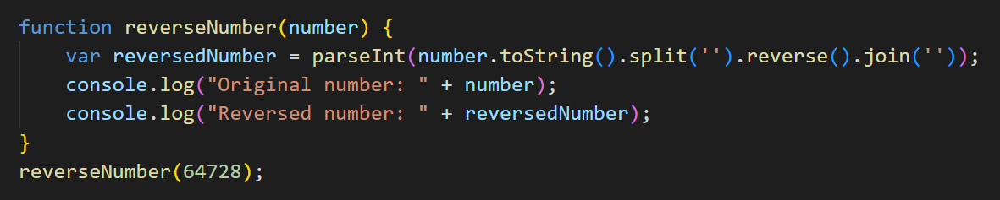 function reverseNumber(number) {
    var reversedNumber = parseInt(number.toString().split('').reverse().join(''));
    console.log("Original number: " + number);
    console.log("Reversed number: " + reversedNumber);
}
reverseNumber(64728);